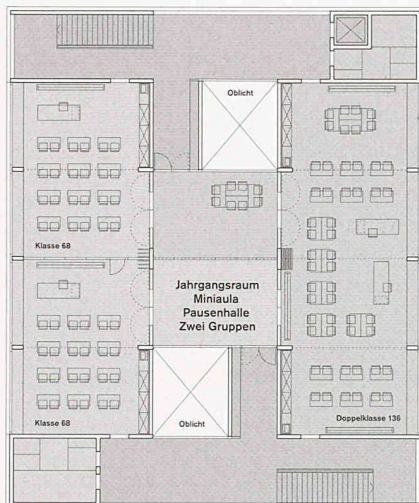 Oblicht
Klasse 68
Jahrgangsraum
Miniaula
Pausenhalle
Zwei Gruppen
Klasse 68
Oblicht
Doppelklasse 136